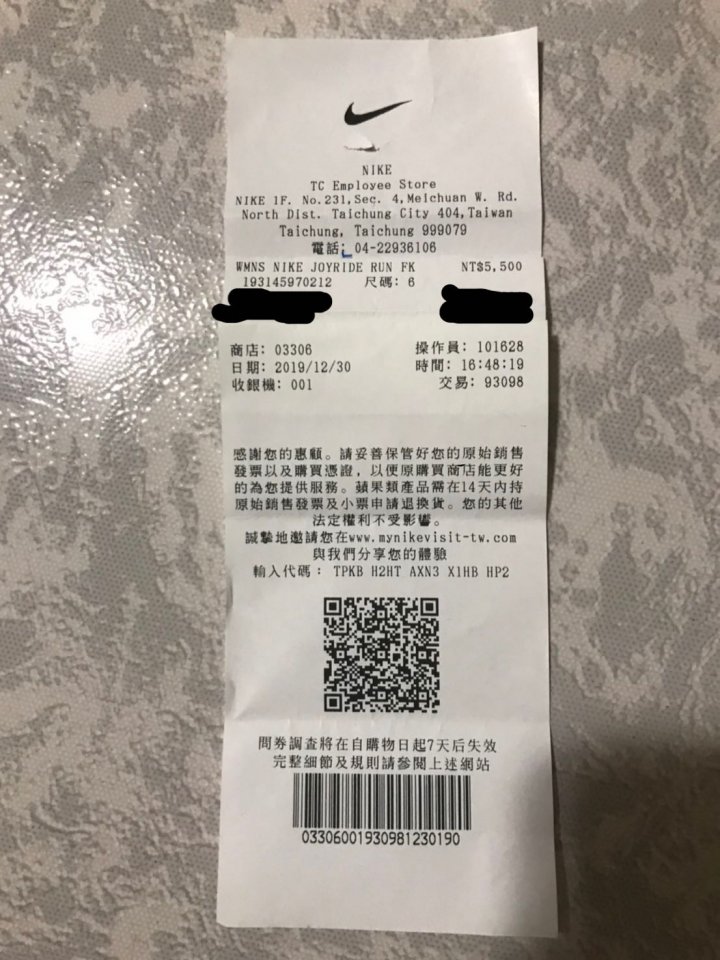 NIKE
TC Employee Store
NIKE 1F. No.231,Sec. 4,Meichuan W. Rd.
North Dist. Taichung City 404,Taiwan
Taichung, Taichung 999079
電話: 04-22936106
WMNS NIKE JOYRIDE RUN FK NT$5,500
193145970212 尺碼: 6
商店: 03306 操作員: 101628
日期: 2019/12/30 時間: 16:48:19
收銀機: 001 交易: 93098
感謝您的惠顧。請妥善保管好您的原始銷售
發票以及購買憑證，以便原購買商店能更好
的為您提供服務。蘋果類產品需在14天內持
原始銷售發票及小票申請退換貨。您的其他
法定權利不受影響。
誠摯地邀請您在www.mynikevisit-tw.com
與我們分享您的體驗
輸入代碼: TPKB H2HT AXN3 X1HB HP2
問券調查將在自購物日起7天后失效
完整細節及規則請參閱上述網站
03306001930981230190